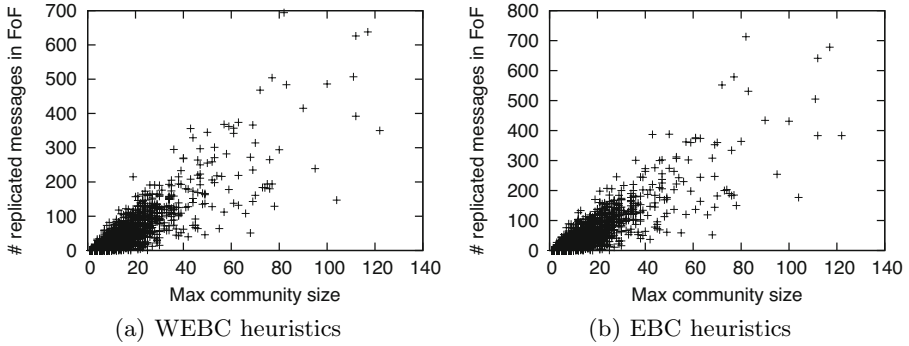 700
600
500
400
300
200
100
0
# replicated messages in FoF
0 20 40 60 80 100 120 140
Max community size
(a) WEBC heuristics
800
700
600
500
400
300
200
100
0
# replicated messages in FoF
0 20 40 60 80 100 120 140
Max community size
(b) EBC heuristics